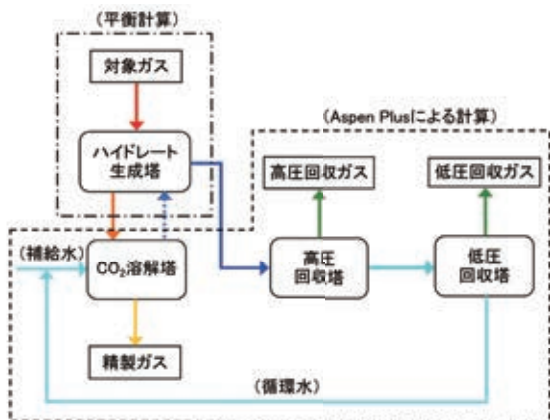 (平衡計算)
対象ガス
ハイドレート
生成塔
(Aspen Plusによる計算)
高圧回収ガス
低圧回収ガス
(補給水)
CO₂溶解塔
高圧
回収塔
低圧
回収塔
精製ガス
(循環水)